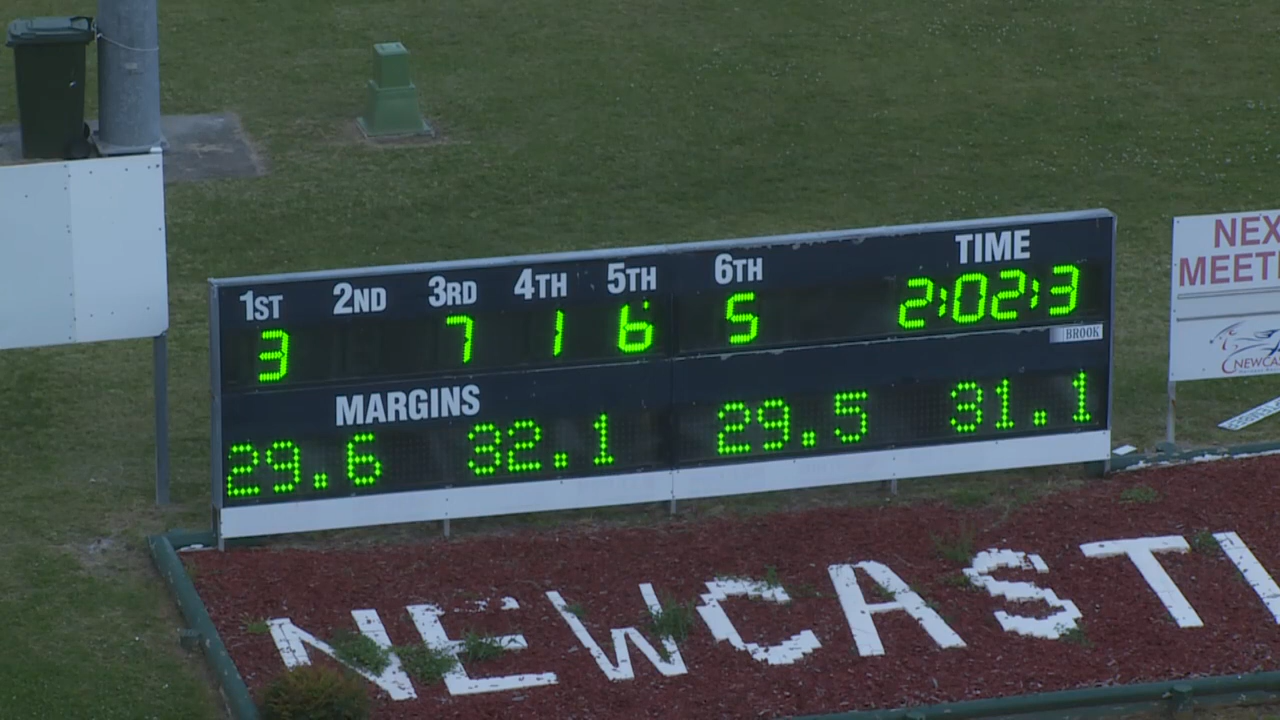 1ST 2ND 3RD 4TH 5TH 6TH TIME
3 7 1 6 5 2:02:3
BROOK
MARGINS
29.6 32.1 29.5 31.1
NEWCASTL
NEX
MEETI
NEWCAS